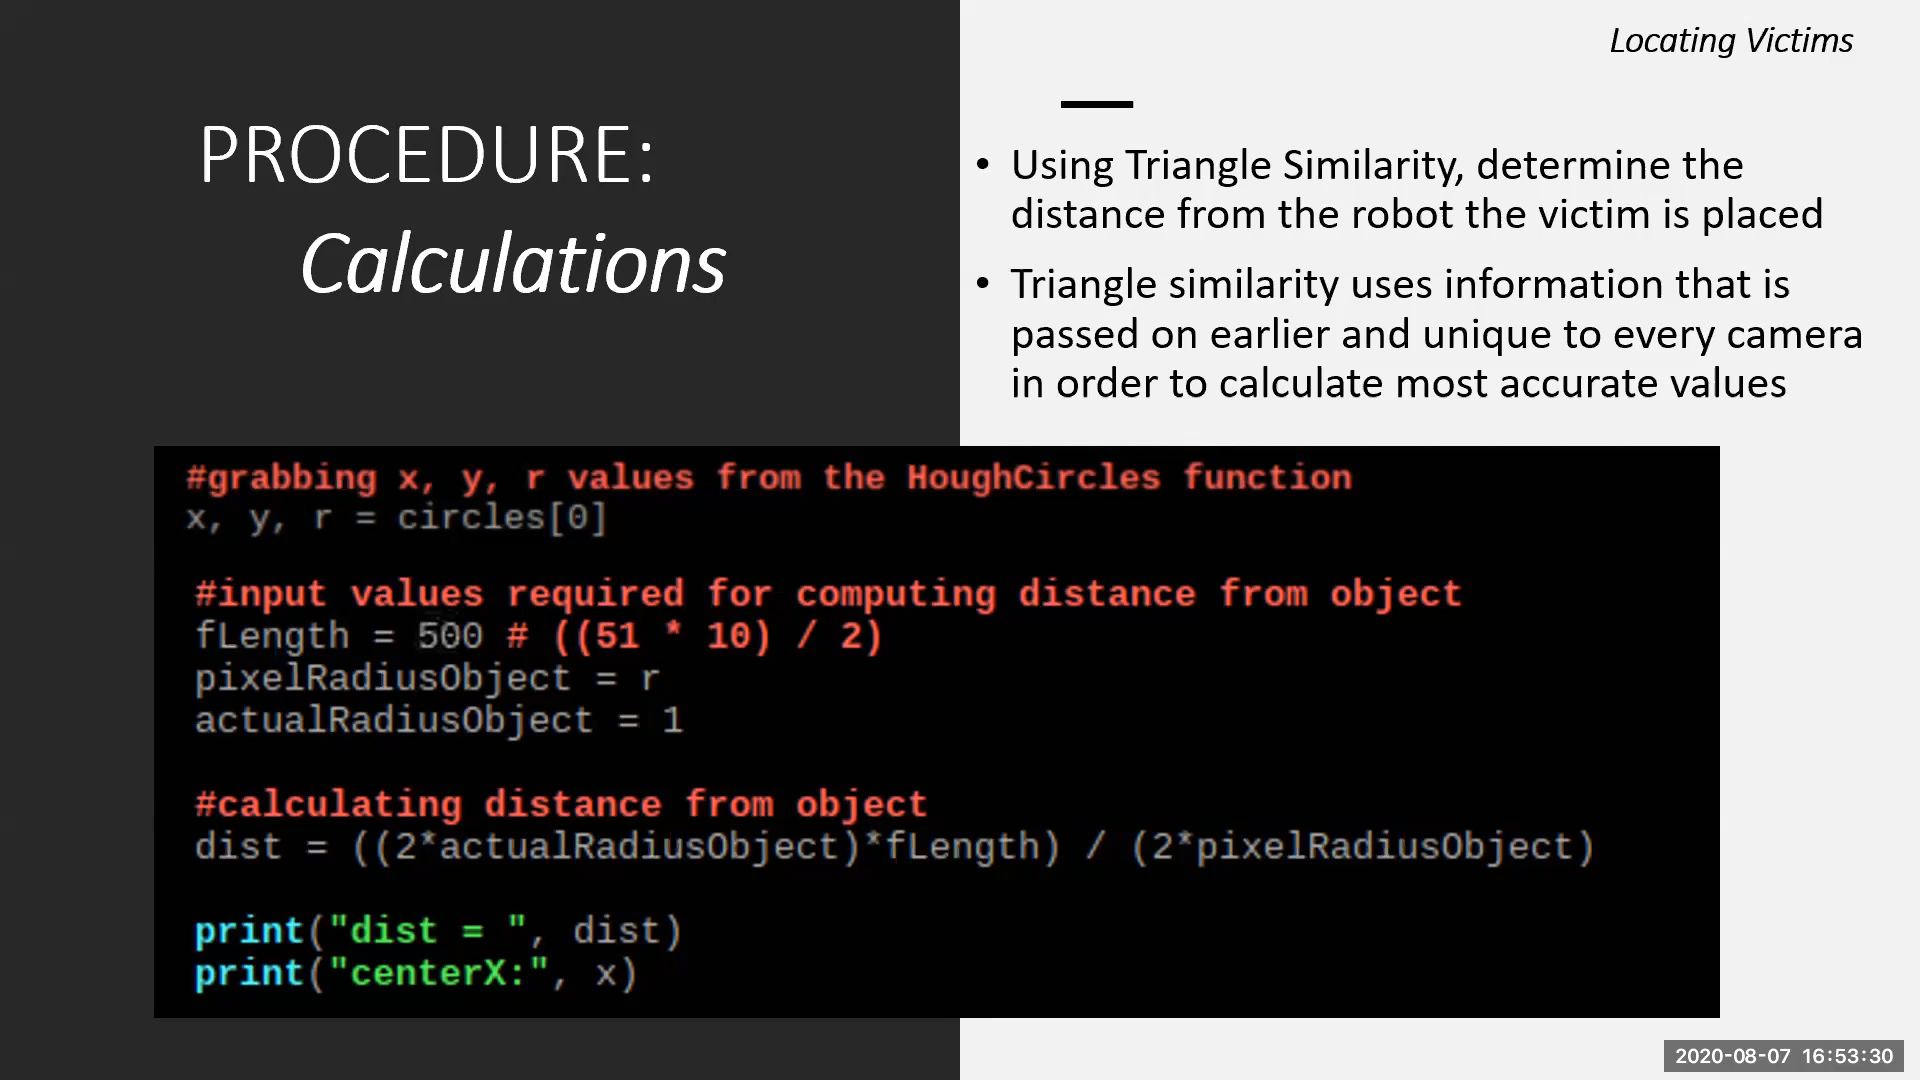 Locating Victims
PROCEDURE:
Calculations
• Using Triangle Similarity, determine the
distance from the robot the victim is placed
• Triangle similarity uses information that is
passed on earlier and unique to every camera
in order to calculate most accurate values
#grabbing x, y, r values from the HoughCircles function
x, y, r = circles[0]
#input values required for computing distance from object
fLength = 500 # ((51 * 10) / 2)
pixelRadiusObject = r
actualRadiusObject = 1
#calculating distance from object
dist = ((2*actualRadiusObject)*fLength) / (2*pixelRadiusObject)
print("dist = ", dist)
print("centerX:", x)
2020-08-07 16:53:30